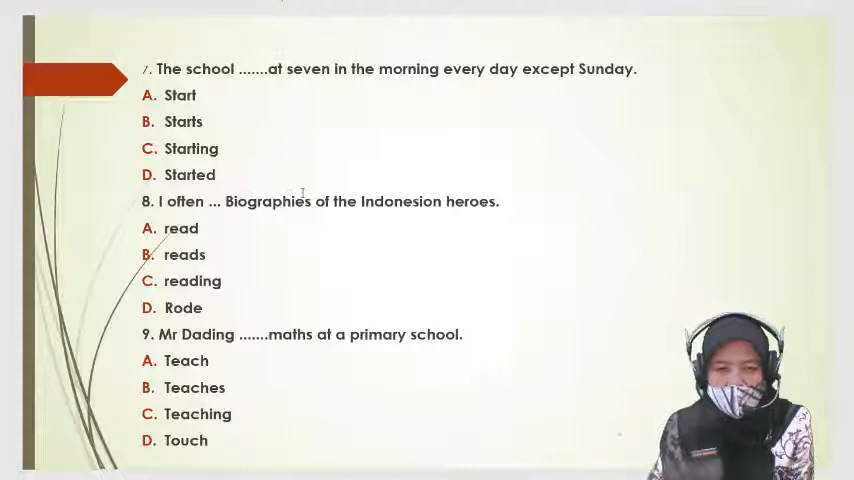 7. The school .......at seven in the morning every day except Sunday.
A. Start
B. Starts
C. Starting
D. Started
8. I often ... Biographies of the Indonesion heroes.
A. read
B. reads
C. reading
D. Rode
9. Mr Dading .......maths at a primary school.
A. Teach
B. Teaches
C. Teaching
D. Touch